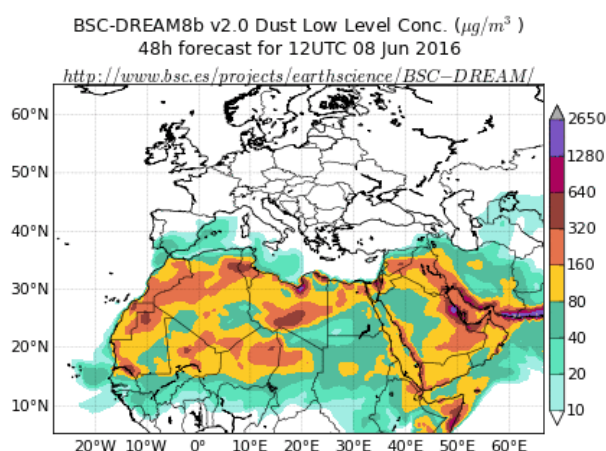 BSC-DREAM8b v2.0 Dust Low Level Conc. (μg/m³ )
48h forecast for 12UTC 08 Jun 2016
http://www.bsc.es/projects/earthscience/BSC−DREAM/
60°N
50°N
40°N
30°N
20°N
10°N
20°W 10°W 0° 10°E 20°E 30°E 40°E 50°E 60°E
2650
1280
640
320
160
80
40
20
10